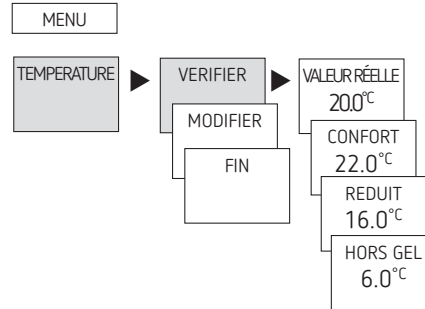 MENU
TEMPERATURE
VERIFIER
MODIFIER
FIN
VALEUR RÉELLE
20.0°C
CONFORT
22.0°C
REDUIT
16.0°C
HORS GEL
6.0°C